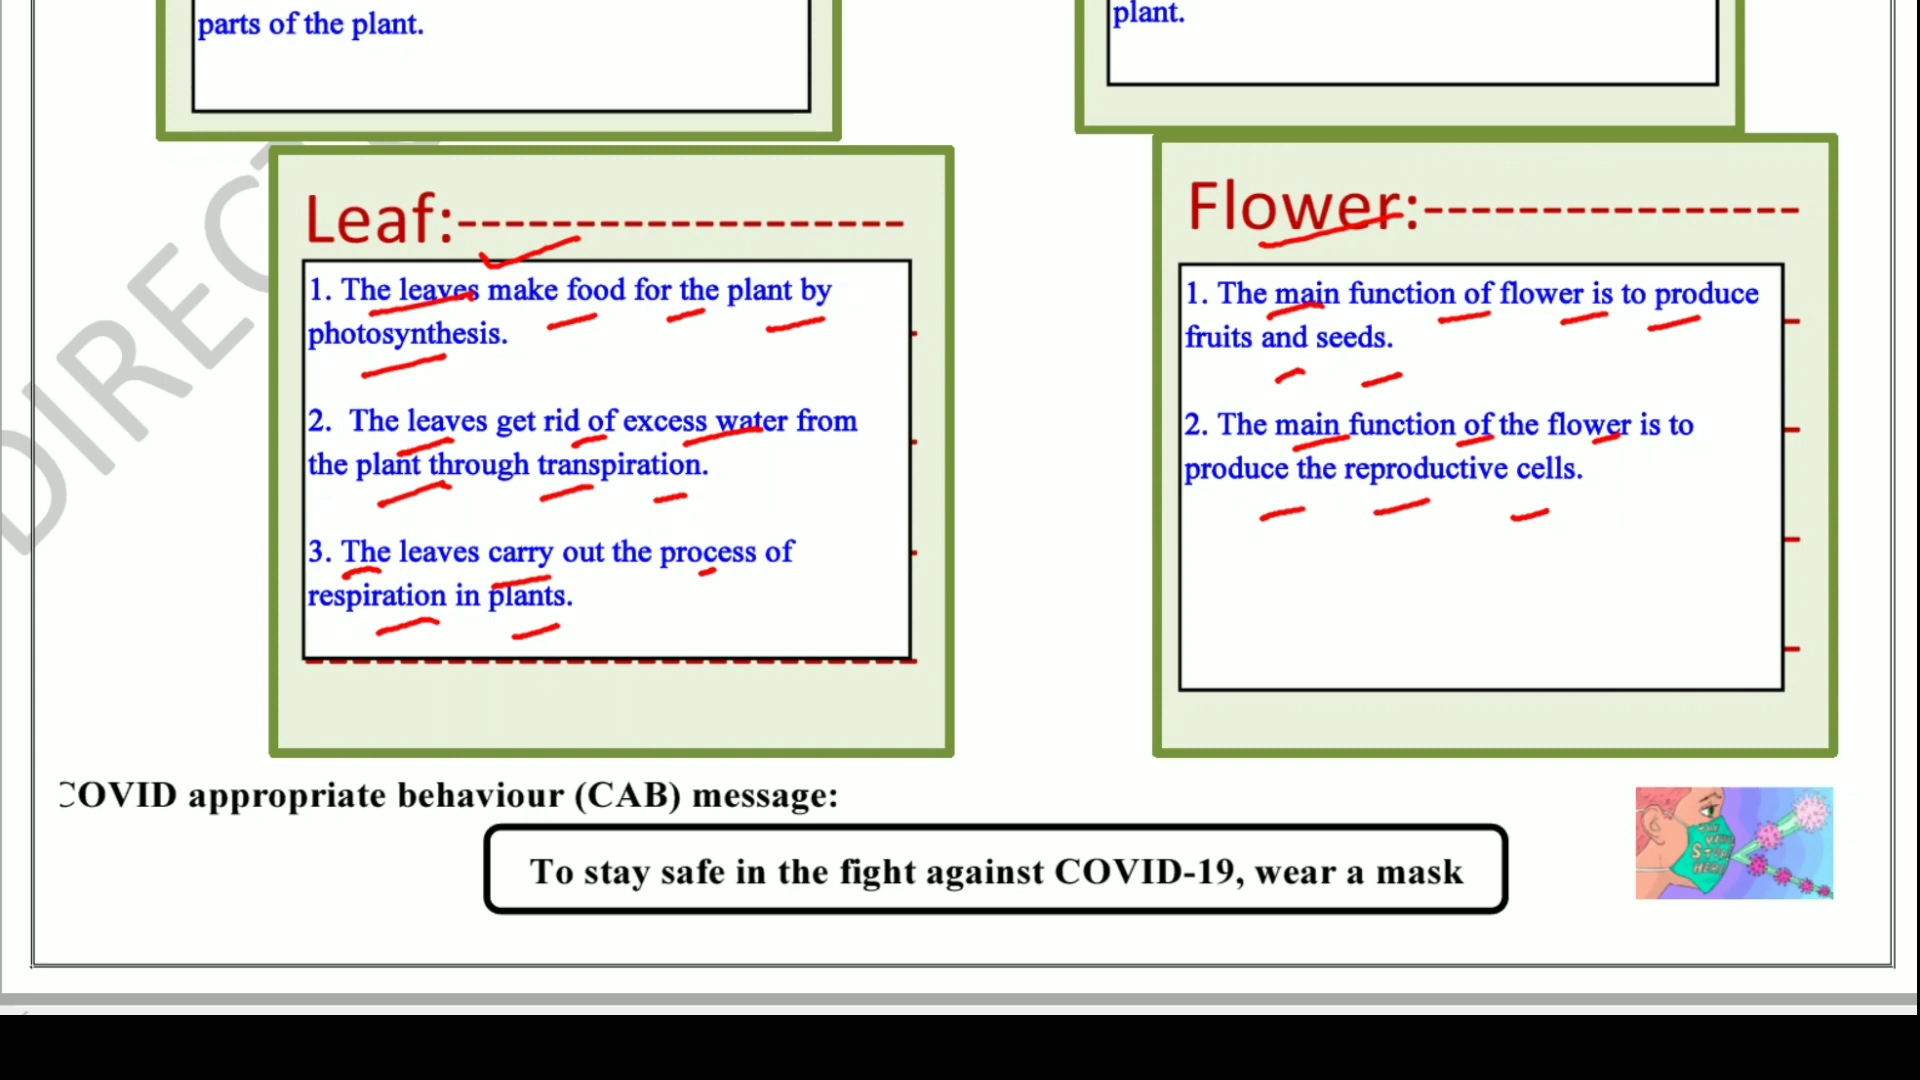 parts of the plant.
plant.
Leaf:-------------------
1. The leaves make food for the plant by
photosynthesis.
2. The leaves get rid of excess water from
the plant through transpiration.
3. The leaves carry out the process of
respiration in plants.
Flower:----------------
1. The main function of flower is to produce
fruits and seeds.
2. The main function of the flower is to
produce the reproductive cells.
DIRECT
COVID appropriate behaviour (CAB) message:
To stay safe in the fight against COVID-19, wear a mask